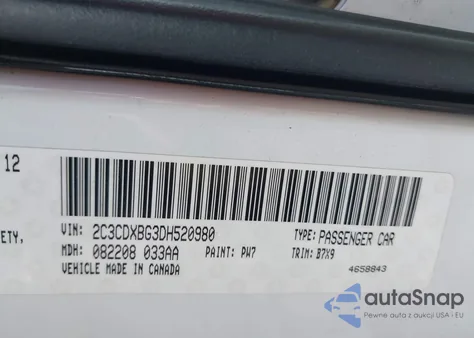 12
VIN: 2C3CDXBG3DH520980 TYPE: PASSENGER CAR
ETY, MDH: 082208 033AA PAINT: PW7 TRIM: B7X9
VEHICLE MADE IN CANADA 4658843
autoSnap
Pewne auta z aukcji USA i EU